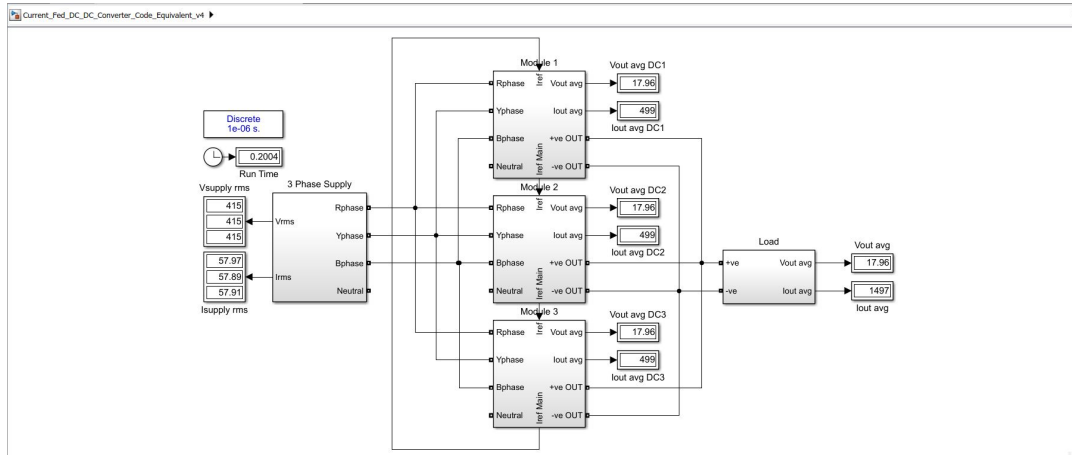 Current_Fed_DC_DC_Converter_Code_Equivalent_v4
Discrete
1e-06 s.
0.2004
Run Time
Vsupply rms
415
415
415
57.97
57.89
57.91
Isupply rms
3 Phase Supply
Vrms
Irms
Rphase
Yphase
Bphase
Neutral
Module 1
Iref
Rphase
Yphase
Bphase
Neutral
Vout avg
Iout avg
+ve OUT
-ve OUT
Iref Main
Vout avg DC1
17.96
499
Iout avg DC1
Module 2
Iref
Rphase
Yphase
Bphase
Neutral
Vout avg
Iout avg
+ve OUT
-ve OUT
Iref Main
Vout avg DC2
17.96
499
Iout avg DC2
Module 3
Iref
Rphase
Yphase
Bphase
Neutral
Vout avg
Iout avg
+ve OUT
-ve OUT
Iref Main
Vout avg DC3
17.96
499
Iout avg DC3
Load
+ve
-ve
Vout avg
Iout avg
Vout avg
17.96
1497
Iout avg